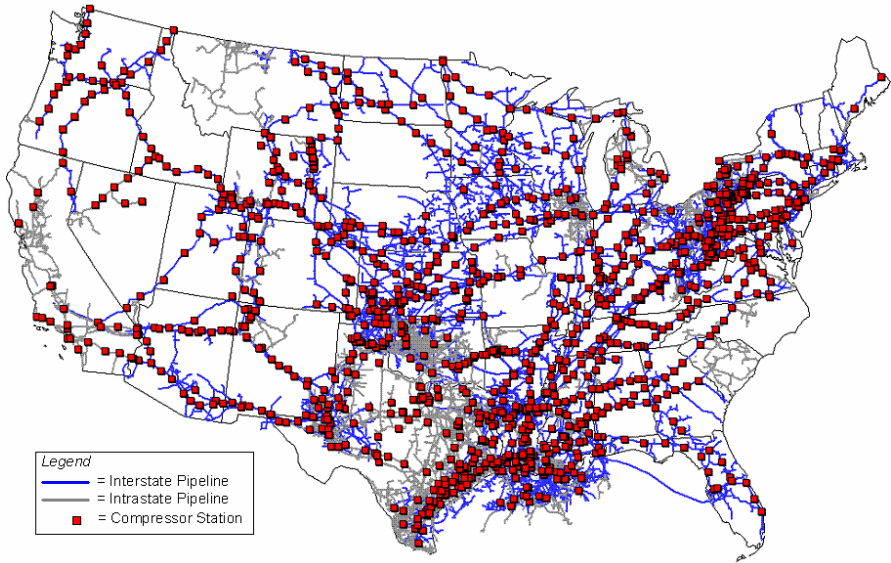 Legend
= Interstate Pipeline
= Intrastate Pipeline
= Compressor Station